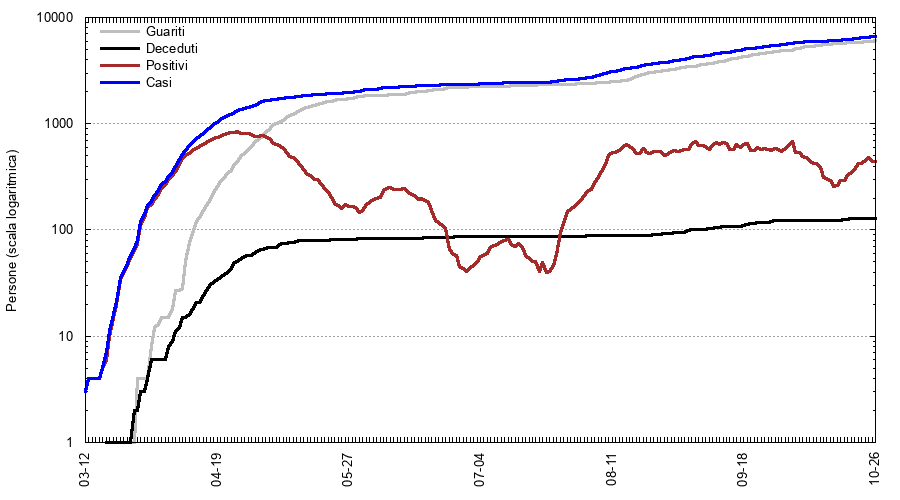 10000
1000
100
10
1
Persone (scala logaritmica)
Guariti
Deceduti
Positivi
Casi
03-12
04-19
05-27
07-04
08-11
09-18
10-26